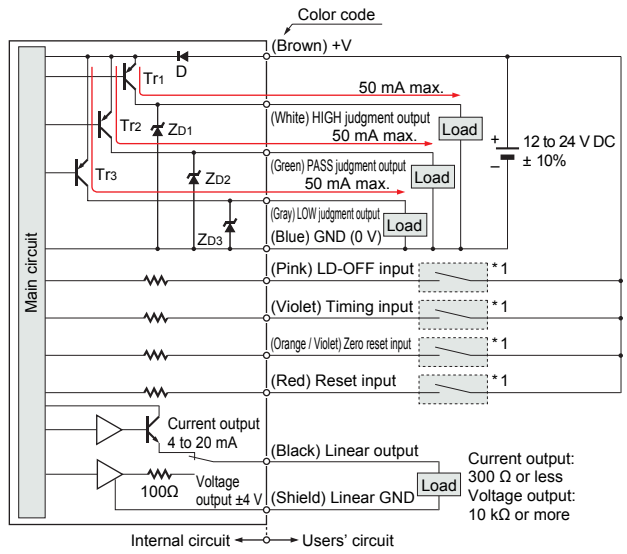 Color code
(Brown) +V
D
Tr1
50 mA max.
(White) HIGH judgment output
Load
Tr2
ZD1
50 mA max.
+
12 to 24 V DC
± 10%
–
(Green) PASS judgment output
Load
Tr3
ZD2
50 mA max.
(Gray) LOW judgment output
Load
ZD3
(Blue) GND (0 V)
Main circuit
(Pink) LD-OFF input
*1
(Violet) Timing input
*1
(Orange / Violet) Zero reset input
*1
(Red) Reset input
*1
Current output
4 to 20 mA
(Black) Linear output
100Ω
Voltage
output ±4 V
(Shield) Linear GND
Load
Current output:
300 Ω or less
Voltage output:
10 kΩ or more
Internal circuit
Users' circuit